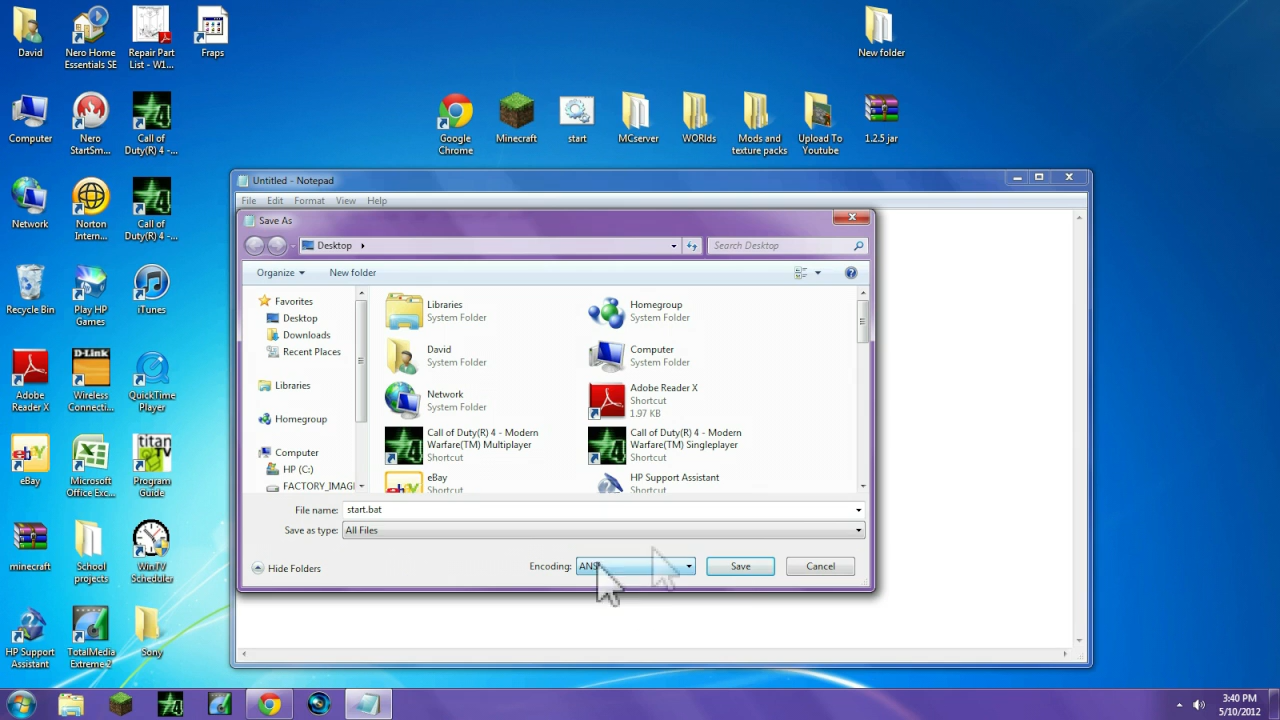 David
Nero Home
Essentials SE
Repair Part
List - W1...
Fraps
New folder
Computer
Nero
StartSm...
Call of
Duty(R) 4 -...
Google
Chrome
Minecraft
start
MCserver
WORlds
Mods and
texture packs
Upload To
Youtube
1.2.5 jar
Network
Norton
Intern...
Call of
Duty(R) 4 -...
Recycle Bin
Play HP
Games
iTunes
Adobe
Reader X
D-Link
Wireless
Connecti...
QuickTime
Player
eBay
Microsoft
Office Exc...
titan
TV
Program
Guide
minecraft
School
projects
WinTV
Scheduler
HP Support
Assistant
TotalMedia
Extreme 2
Sony
Untitled - Notepad
File Edit Format View Help
Save As
Desktop
Search Desktop
Organize
New folder
Favorites
Desktop
Downloads
Recent Places
Libraries
Homegroup
Computer
HP (C:)
FACTORY_IMAG
Libraries
System Folder
Homegroup
System Folder
David
System Folder
Computer
System Folder
Network
System Folder
Adobe Reader X
Shortcut
1.97 KB
Call of Duty(R) 4 - Modern
Warfare(TM) Multiplayer
Shortcut
Call of Duty(R) 4 - Modern
Warfare(TM) Singleplayer
Shortcut
eBay
Shortcut
HP Support Assistant
Shortcut
File name: start.bat
Save as type: All Files
Hide Folders
Encoding: ANSI
Save
Cancel
3:40 PM
5/10/2012